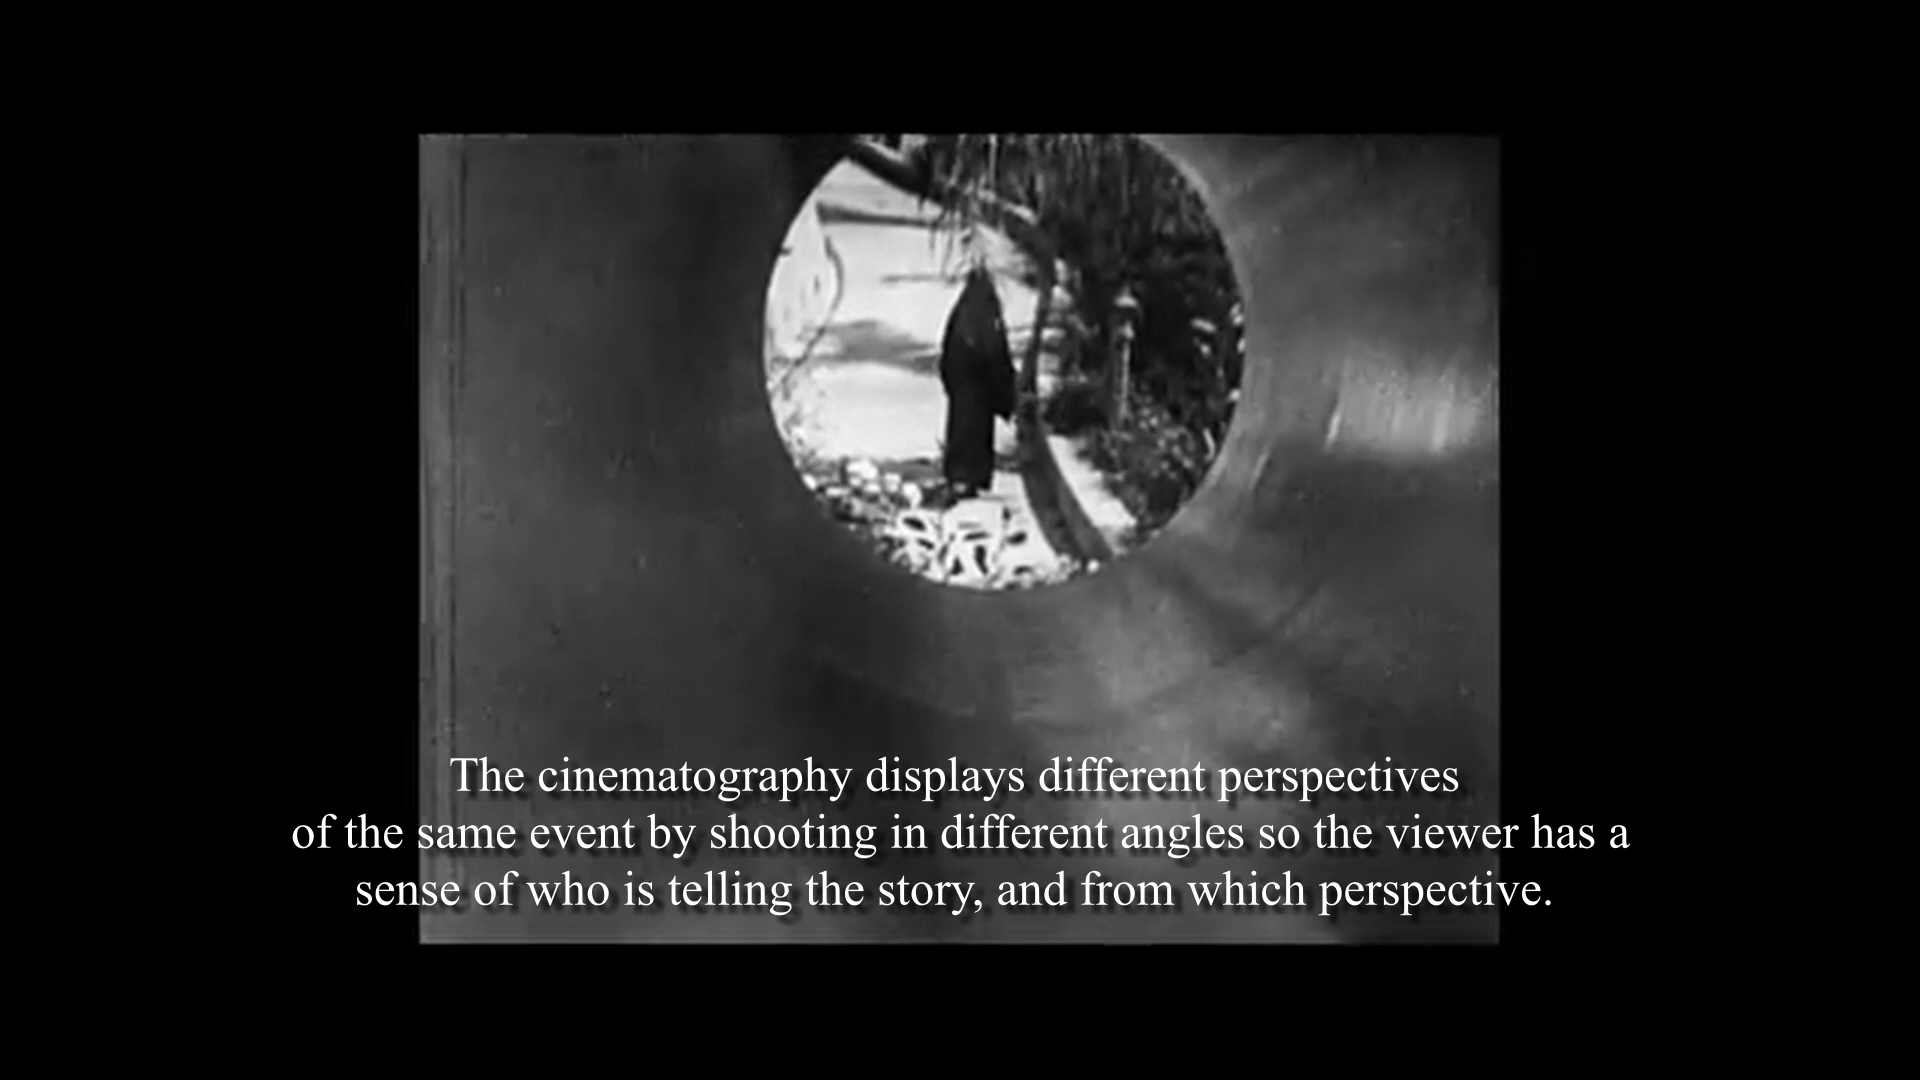 The cinematography displays different perspectives
of the same event by shooting in different angles so the viewer has a
sense of who is telling the story, and from which perspective.